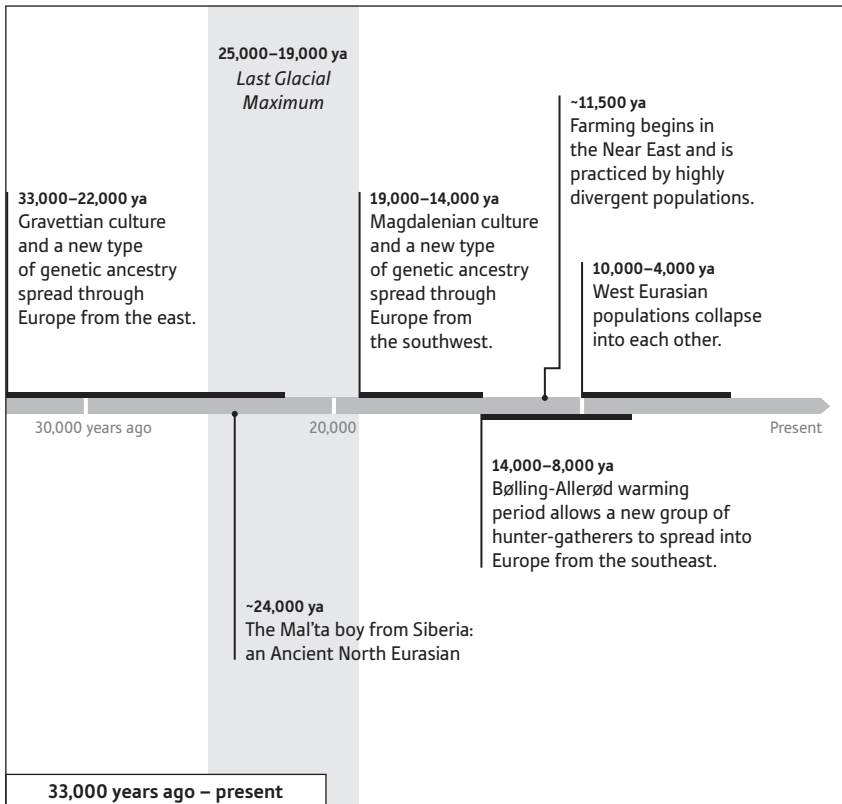 25,000–19,000 ya
Last Glacial
Maximum
~11,500 ya
Farming begins in
the Near East and is
practiced by highly
divergent populations.
33,000–22,000 ya
Gravettian culture
and a new type
of genetic ancestry
spread through
Europe from the east.
19,000–14,000 ya
Magdalenian culture
and a new type
of genetic ancestry
spread through
Europe from
the southwest.
10,000–4,000 ya
West Eurasian
populations collapse
into each other.
30,000 years ago
20,000
Present
14,000–8,000 ya
Bølling-Allerød warming
period allows a new group of
hunter-gatherers to spread into
Europe from the southeast.
~24,000 ya
The Mal’ta boy from Siberia:
an Ancient North Eurasian
33,000 years ago – present